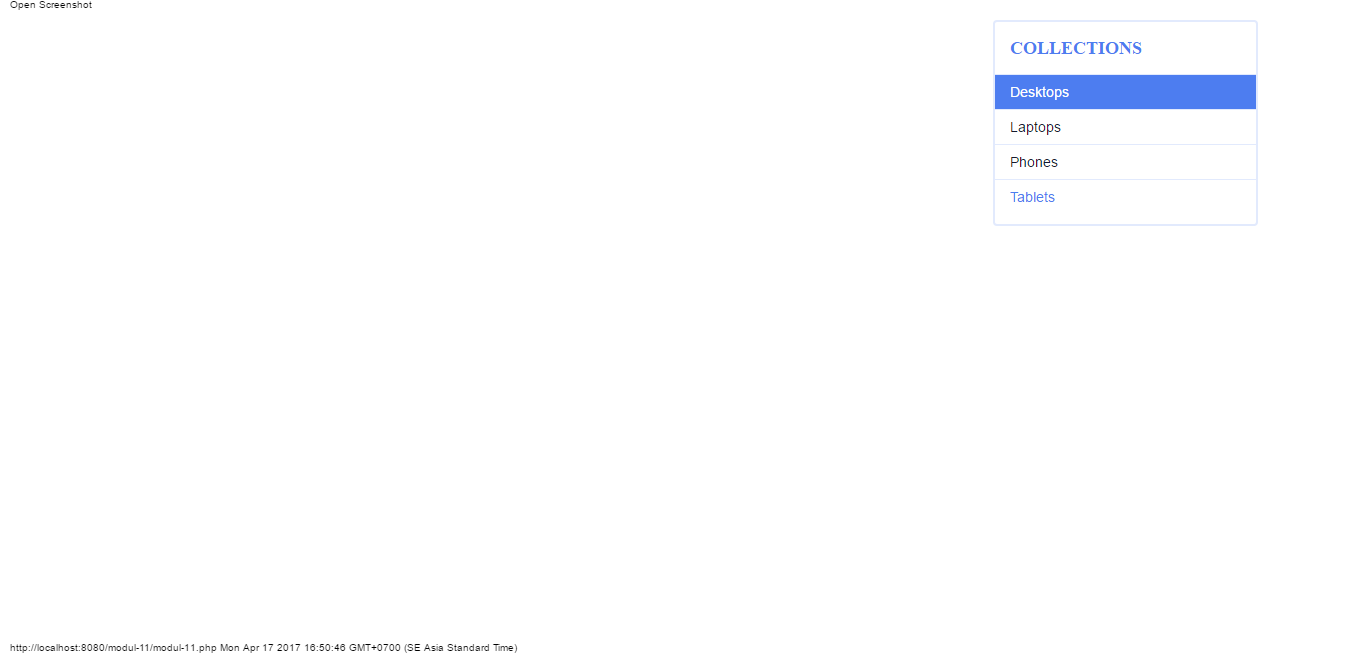 Open Screenshot
COLLECTIONS
Desktops
Laptops
Phones
Tablets
http://localhost:8080/modul-11/modul-11.php Mon Apr 17 2017 16:50:46 GMT+0700 (SE Asia Standard Time)